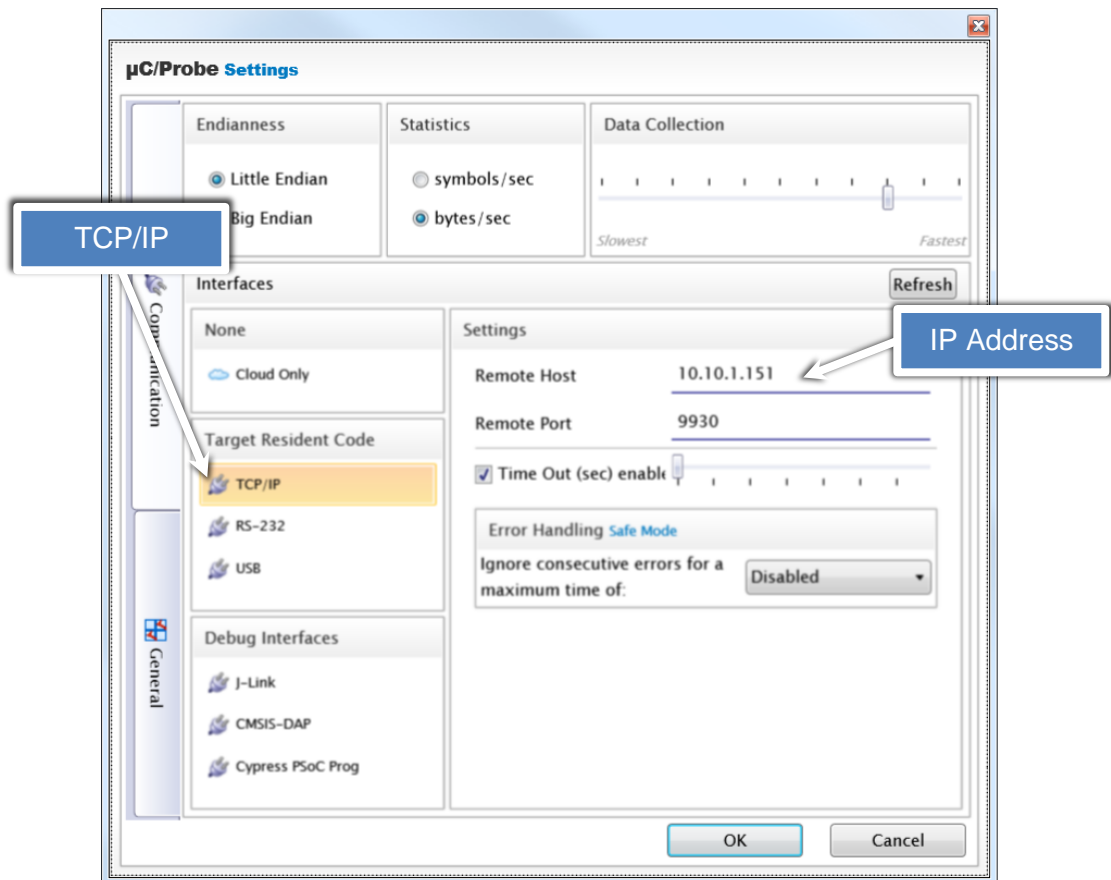 µC/Probe Settings
Endianness
Statistics
Data Collection
Little Endian
symbols/sec
Big Endian
bytes/sec
Slowest
Fastest
TCP/IP
Interfaces
Refresh
Communication
None
Settings
IP Address
Cloud Only
Remote Host
10.10.1.151
Remote Port
9930
Target Resident Code
Time Out (sec) enable
TCP/IP
RS-232
Error Handling Safe Mode
USB
Ignore consecutive errors for a
maximum time of:
Disabled
General
Debug Interfaces
J-Link
CMSIS-DAP
Cypress PSoC Prog
OK
Cancel